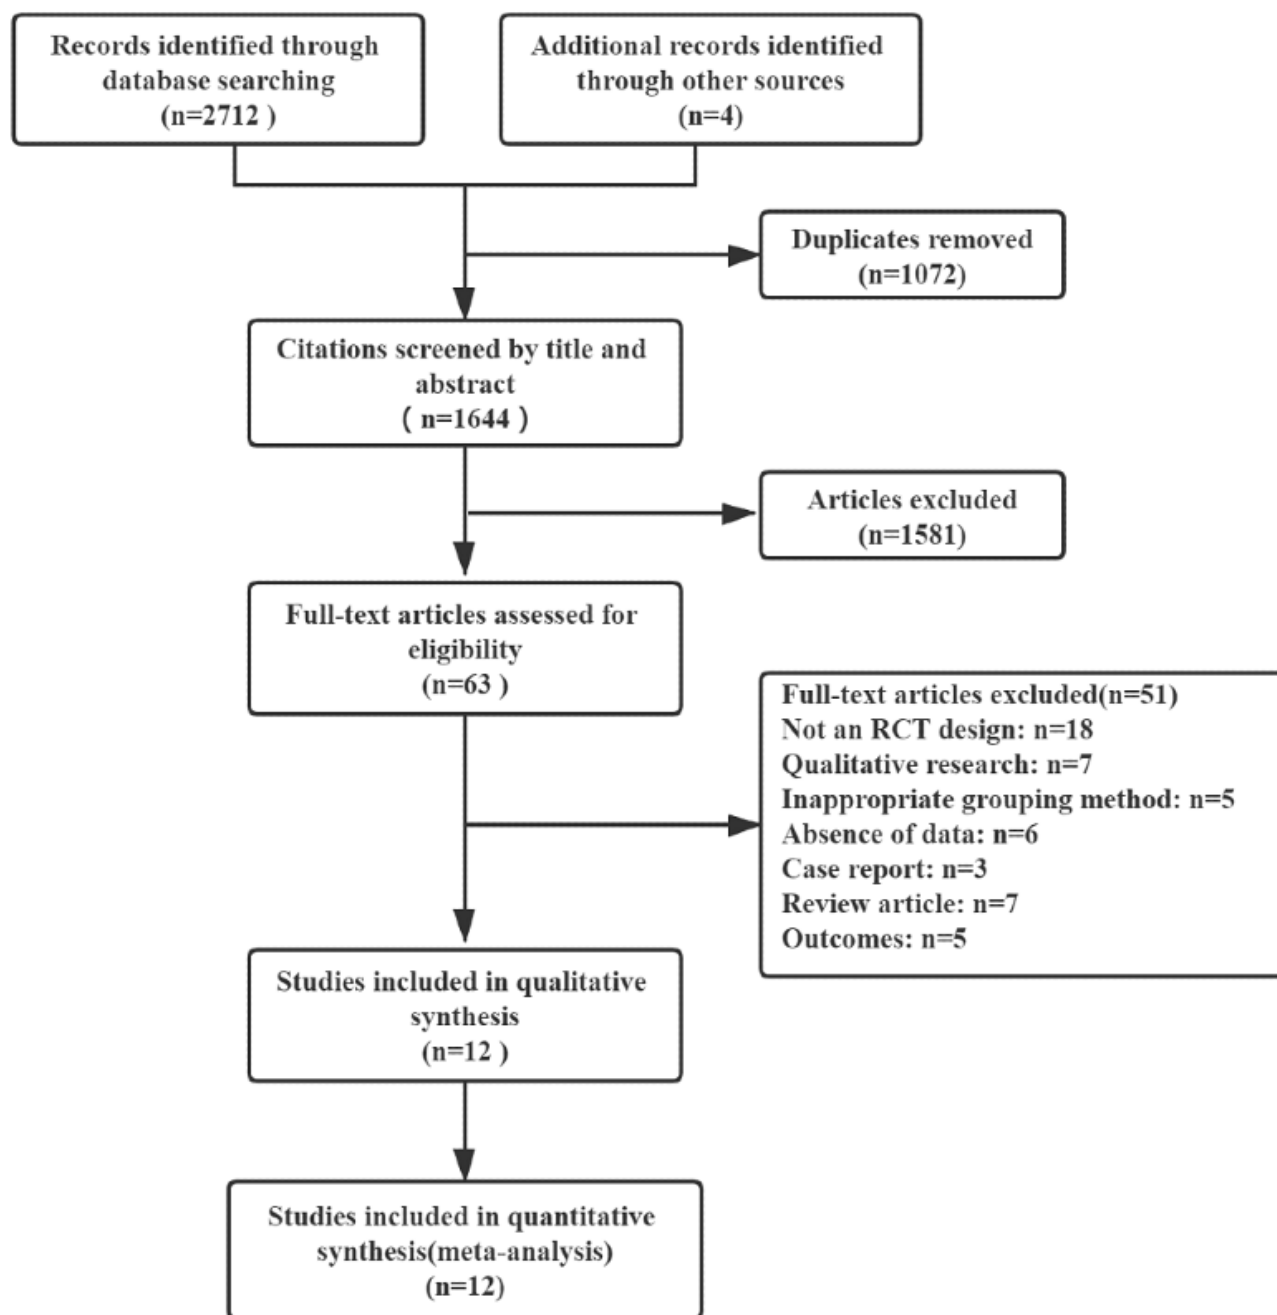 Records identified through
database searching
(n=2712 )
Additional records identified
through other sources
(n=4)
Duplicates removed
(n=1072)
Citations screened by title and
abstract
( n=1644 )
Articles excluded
(n=1581)
Full-text articles assessed for
eligibility
(n=63 )
Full-text articles excluded(n=51)
Not an RCT design: n=18
Qualitative research: n=7
Inappropriate grouping method: n=5
Absence of data: n=6
Case report: n=3
Review article: n=7
Outcomes: n=5
Studies included in qualitative
synthesis
(n=12 )
Studies included in quantitative
synthesis(meta-analysis)
(n=12)